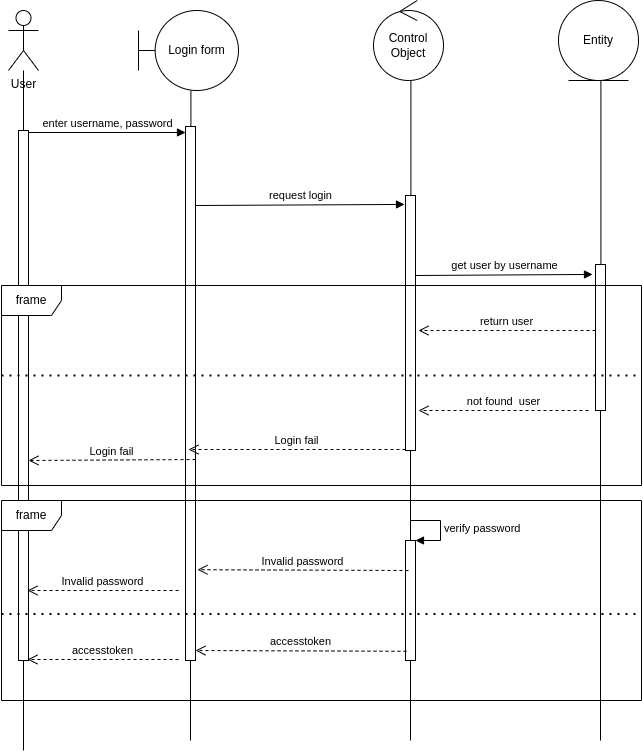 User
Login form
Control
Object
Entity
enter username, password
request login
get user by username
frame
return user
not found  user
Login fail
Login fail
frame
verify password
Invalid password
Invalid password
accesstoken
accesstoken